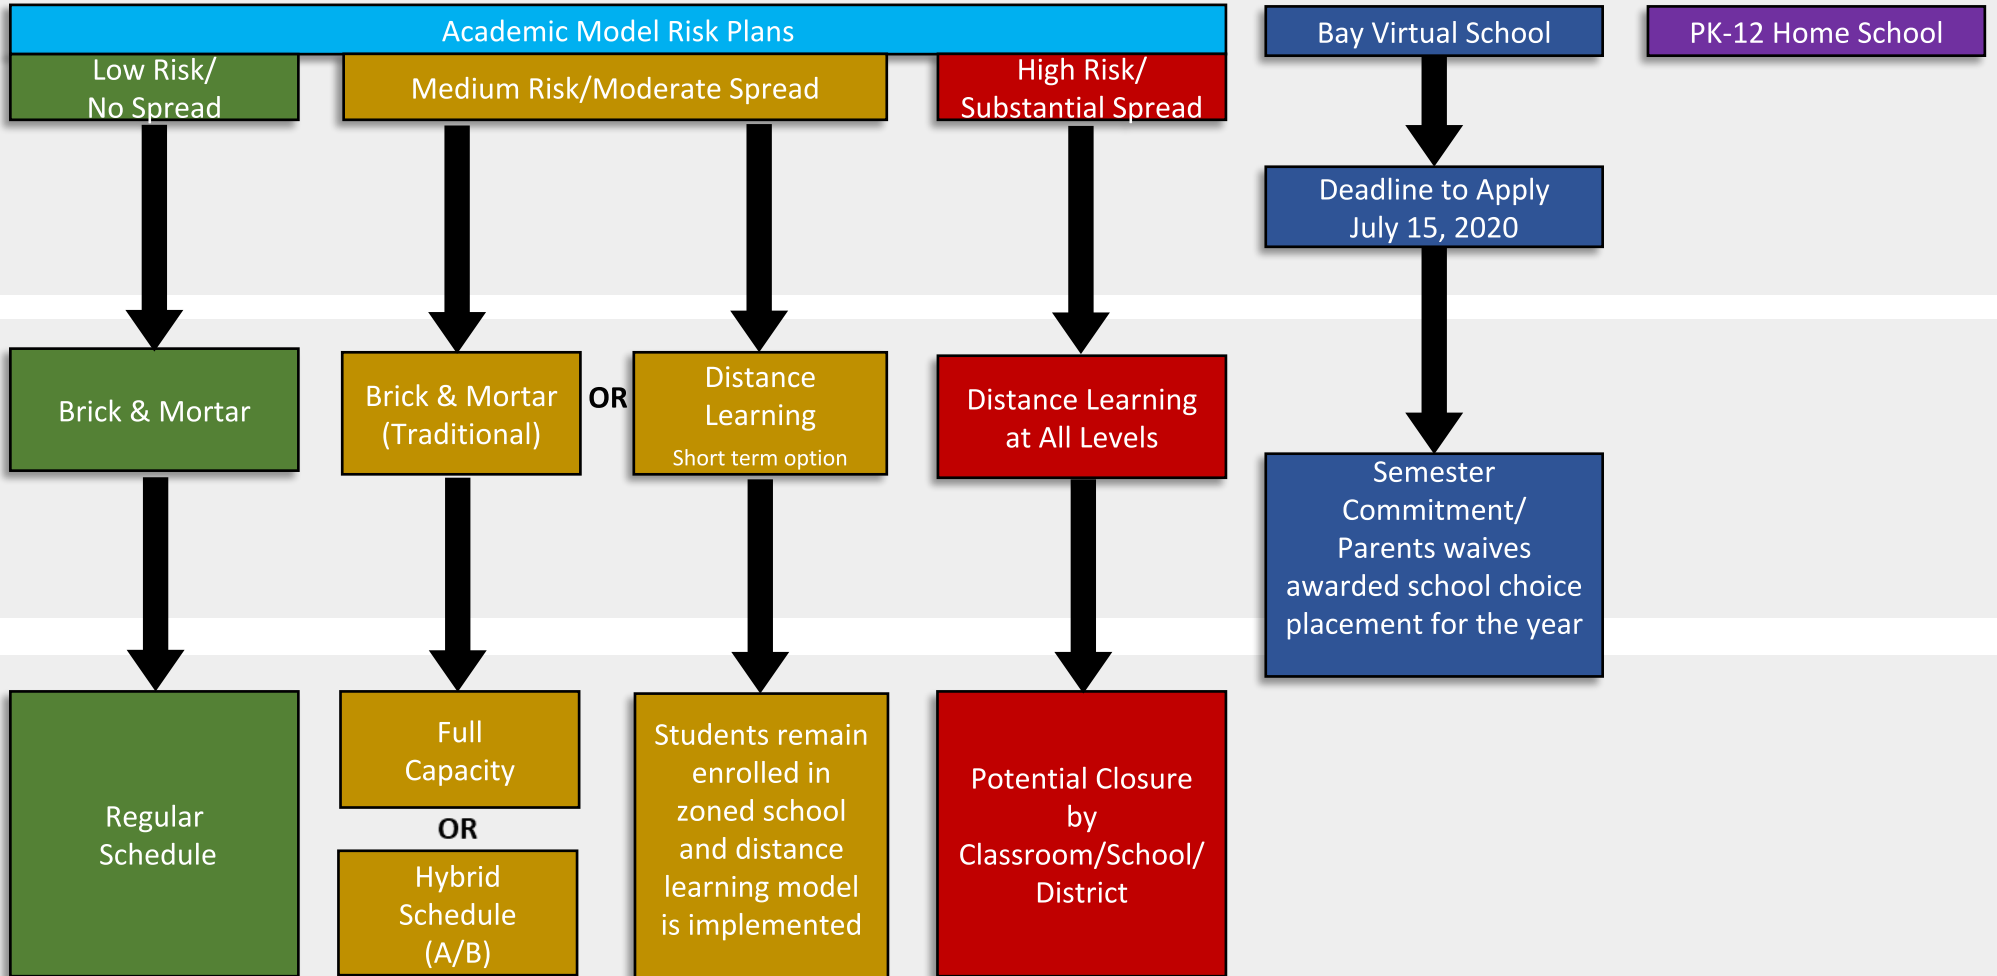 Academic Model Risk Plans
Bay Virtual School
PK-12 Home School
Low Risk/
No Spread
Medium Risk/Moderate Spread
High Risk/
Substantial Spread
Deadline to Apply
July 15, 2020
Brick & Mortar
Brick & Mortar
(Traditional)
OR
Distance
Learning
Short term option
Distance Learning
at All Levels
Semester
Commitment/
Parents waives
awarded school choice
placement for the year
Regular
Schedule
Full
Capacity
OR
Hybrid
Schedule
(A/B)
Students remain
enrolled in
zoned school
and distance
learning model
is implemented
Potential Closure
by
Classroom/School/
District